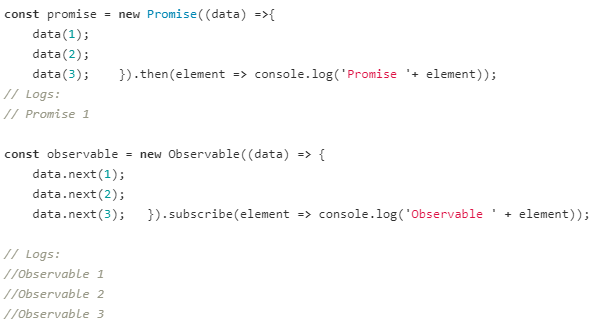 const promise = new Promise((data) =>{
    data(1);
    data(2);
    data(3);    }).then(element => console.log('Promise '+ element));
// Logs:
// Promise 1

const observable = new Observable((data) => {
    data.next(1);
    data.next(2);
    data.next(3);   }).subscribe(element => console.log('Observable ' + element));

// Logs:
//Observable 1
//Observable 2
//Observable 3